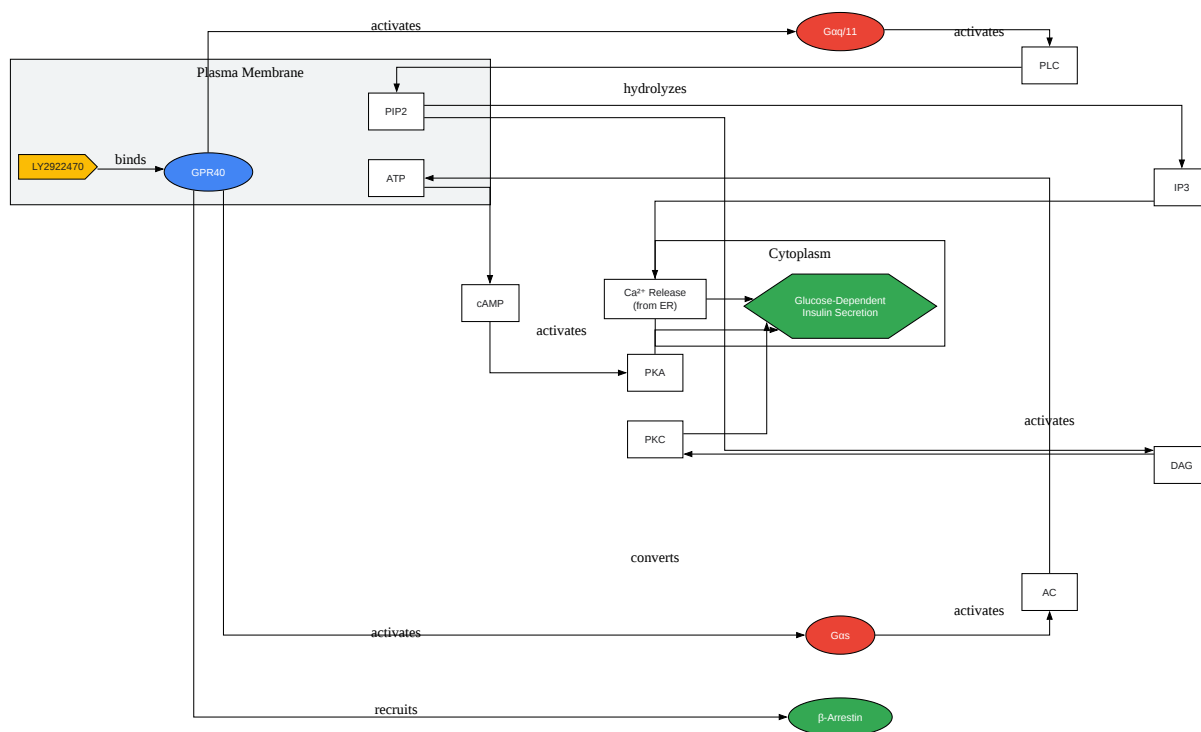 activates
Gαq/11
activates
PLC
Plasma Membrane
hydrolyzes
PIP2
LY2922470
binds
GPR40
ATP
IP3
Cytoplasm
cAMP
Ca²⁺ Release
(from ER)
Glucose-Dependent
Insulin Secretion
activates
PKA
activates
PKC
DAG
converts
AC
activates
activates
Gαs
recruits
β-Arrestin